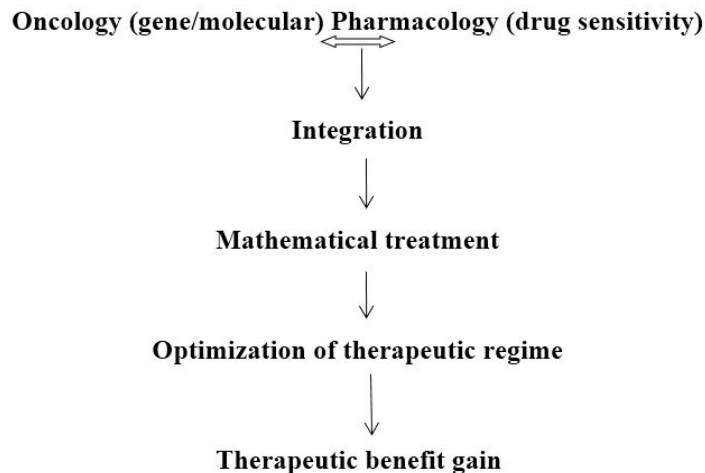 Oncology (gene/molecular) Pharmacology (drug sensitivity)
Integration
Mathematical treatment
Optimization of therapeutic regime
Therapeutic benefit gain